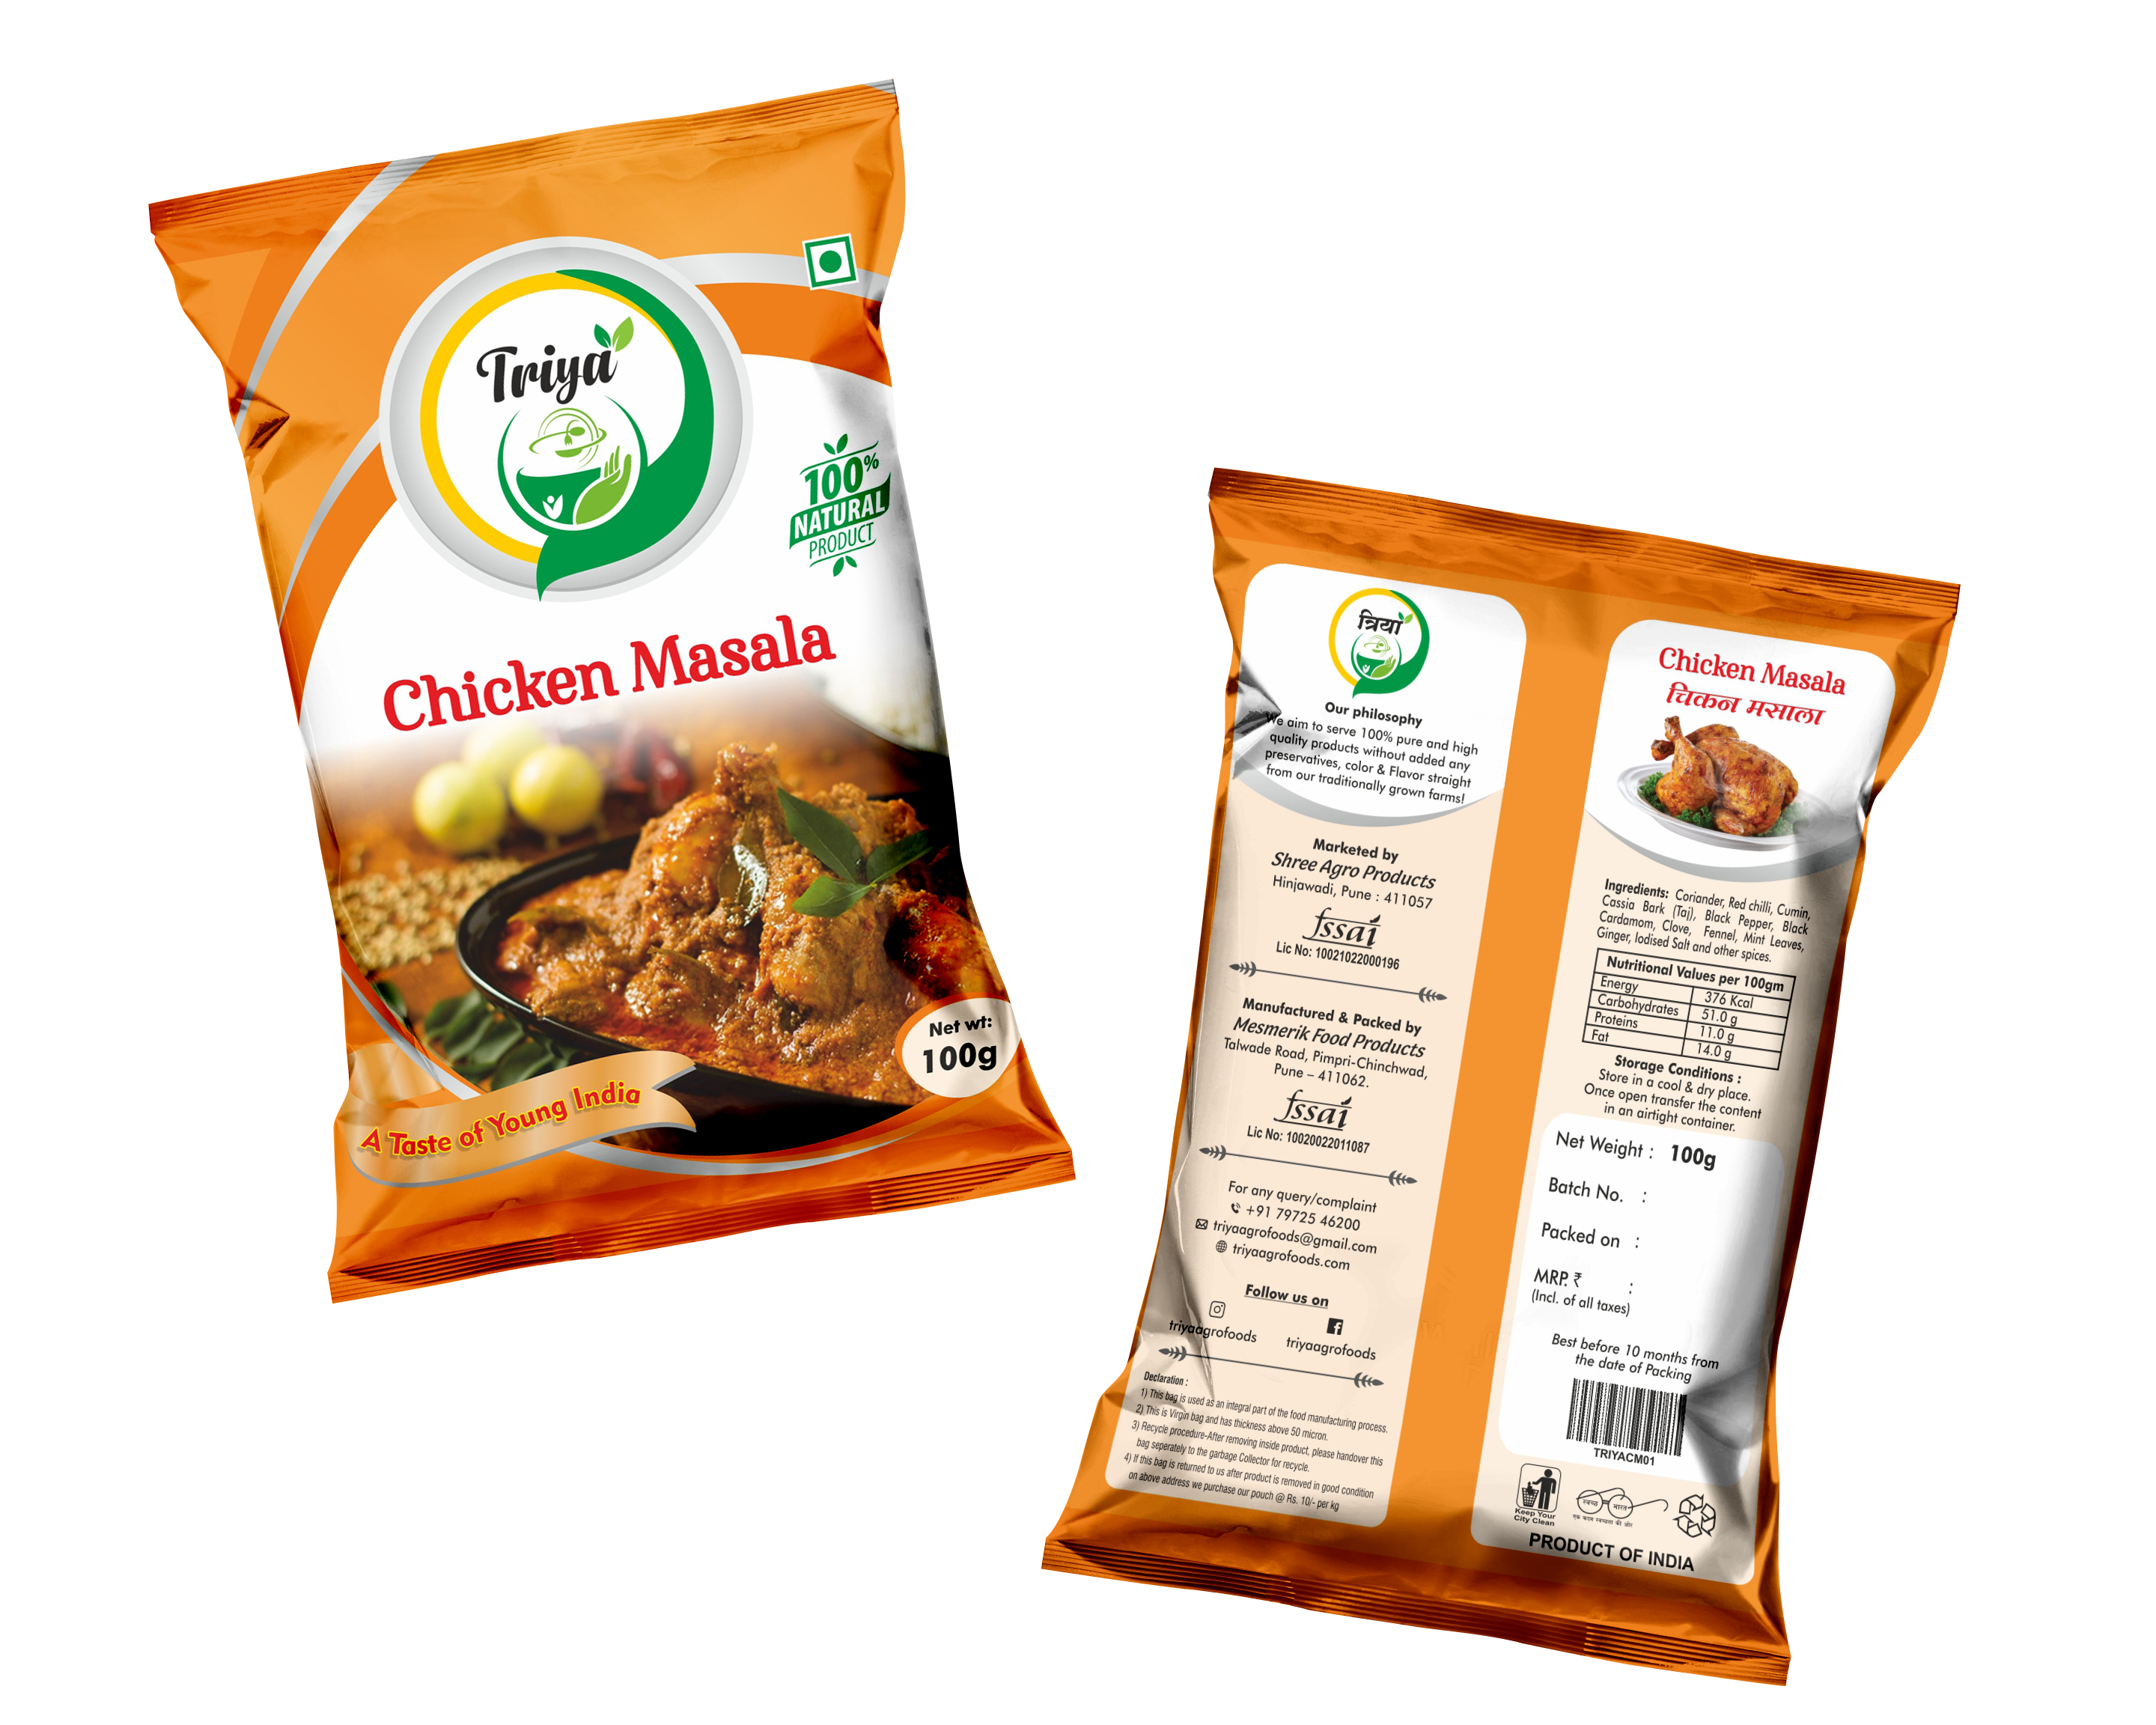 Triya
100%
NATURAL
PRODUCT
Chicken Masala
Net wt:
100g
A Taste of Young India
त्रिया
Our philosophy
We aim to serve 100% pure and high
quality products without added any
preservatives, color & Flavor straight
from our traditionally grown farms!
Marketed by
Shree Agro Products
Hinjawadi, Pune : 411057
fssai
Lic No: 10021022000196
Manufactured & Packed by
Mesmerik Food Products
Talwade Road, Pimpri-Chinchwad,
Pune – 411062.
fssai
Lic No: 10020022011087
For any query/complaint
+91 79725 46200
triyaagrofoods@gmail.com
triyaagrofoods.com
Follow us on
triyaagrofoods
triyaagrofoods
Declaration :
1) This bag is used as an integral part of the food manufacturing process.
2) This is Virgin bag and has thickness above 50 micron.
3) Recycle procedure-After removing inside product, please handover this
bag seperately to the garbage Collector for recycle.
4) If this bag is returned to us after product is removed in good condition
on above address we purchase our pouch @ Rs. 10/- per kg
Chicken Masala
चिकन मसाला
Ingredients: Coriander, Red chilli, Cumin,
Cassia Bark (Taj), Black Pepper, Black
Cardamom, Clove, Fennel, Mint Leaves,
Ginger, Iodised Salt and other spices.
Nutritional Values per 100gm
Energy 376 Kcal
Carbohydrates 51.0 g
Proteins 11.0 g
Fat 14.0 g
Storage Conditions :
Store in a cool & dry place.
Once open transfer the content
in an airtight container.
Net Weight : 100g
Batch No. :
Packed on :
MRP. ₹ :
(Incl. of all taxes)
Best before 10 months from
the date of Packing
TRIYACM01
Keep Your
City Clean
स्वच्छ भारत
एक कदम स्वच्छता की ओर
PRODUCT OF INDIA